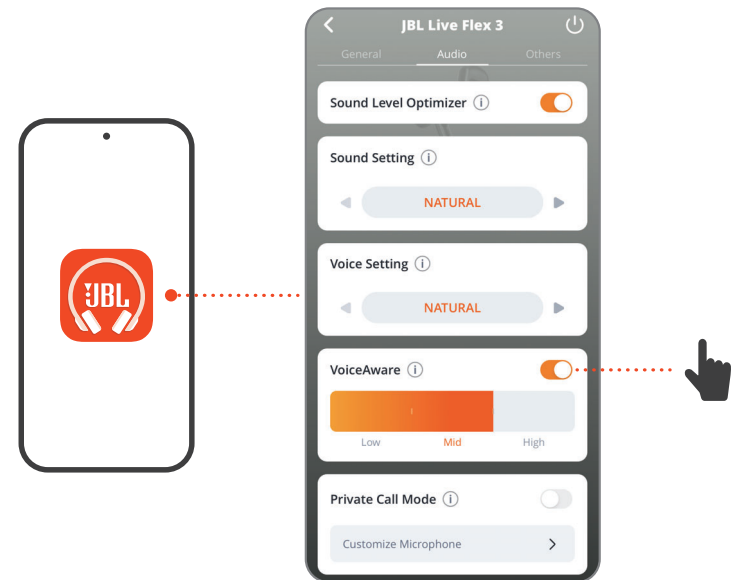 JBL
JBL Live Flex 3
General Audio Others
Sound Level Optimizer i
Sound Setting i
NATURAL
Voice Setting i
NATURAL
VoiceAware i
Low Mid High
Private Call Mode i
Customize Microphone